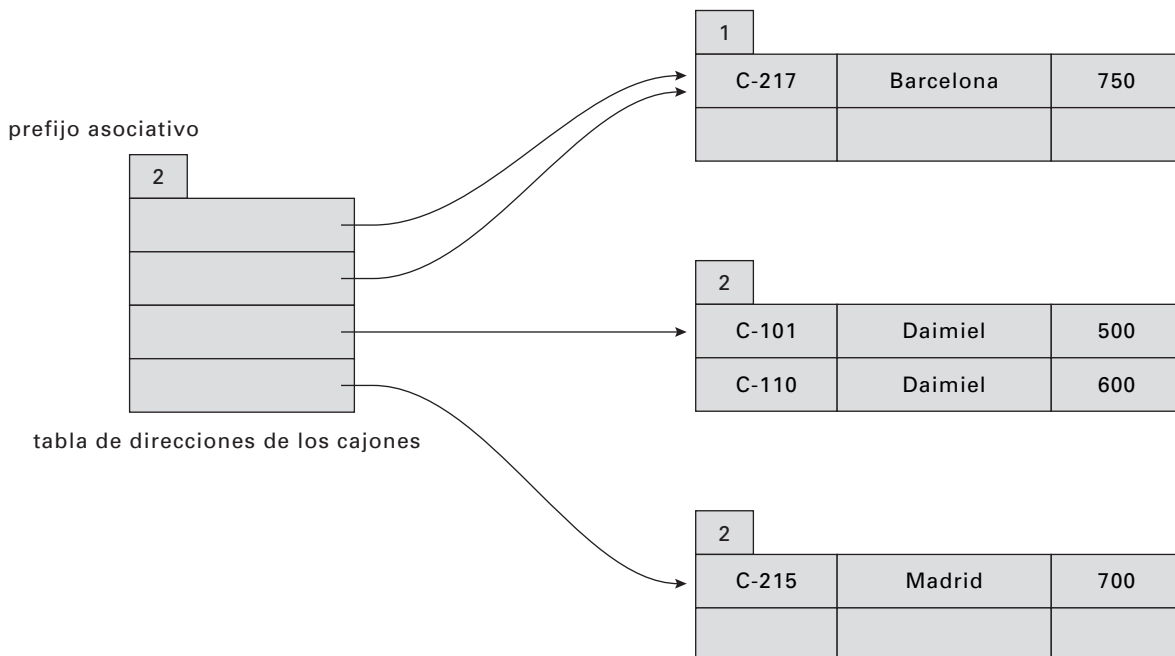 prefijo asociativo
2
tabla de direcciones de los cajones
1
C-217 Barcelona 750
2
C-101 Daimiel 500
C-110 Daimiel 600
2
C-215 Madrid 700